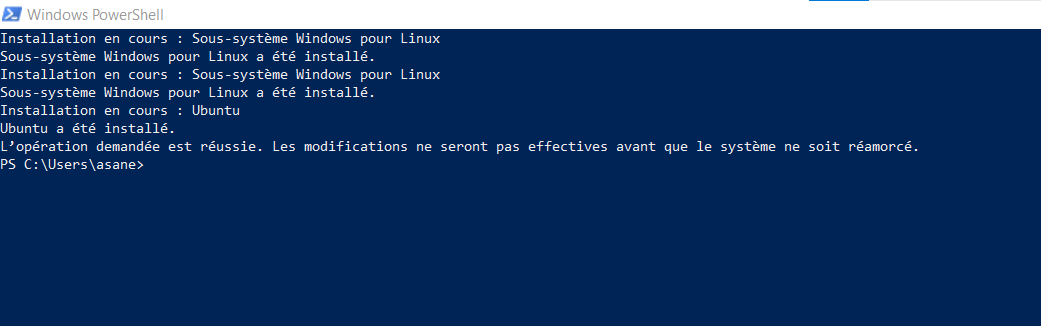 Windows PowerShell
Installation en cours : Sous-système Windows pour Linux
Sous-système Windows pour Linux a été installé.
Installation en cours : Sous-système Windows pour Linux
Sous-système Windows pour Linux a été installé.
Installation en cours : Ubuntu
Ubuntu a été installé.
L’opération demandée est réussie. Les modifications ne seront pas effectives avant que le système ne soit réamorcé.
PS C:\Users\asane>